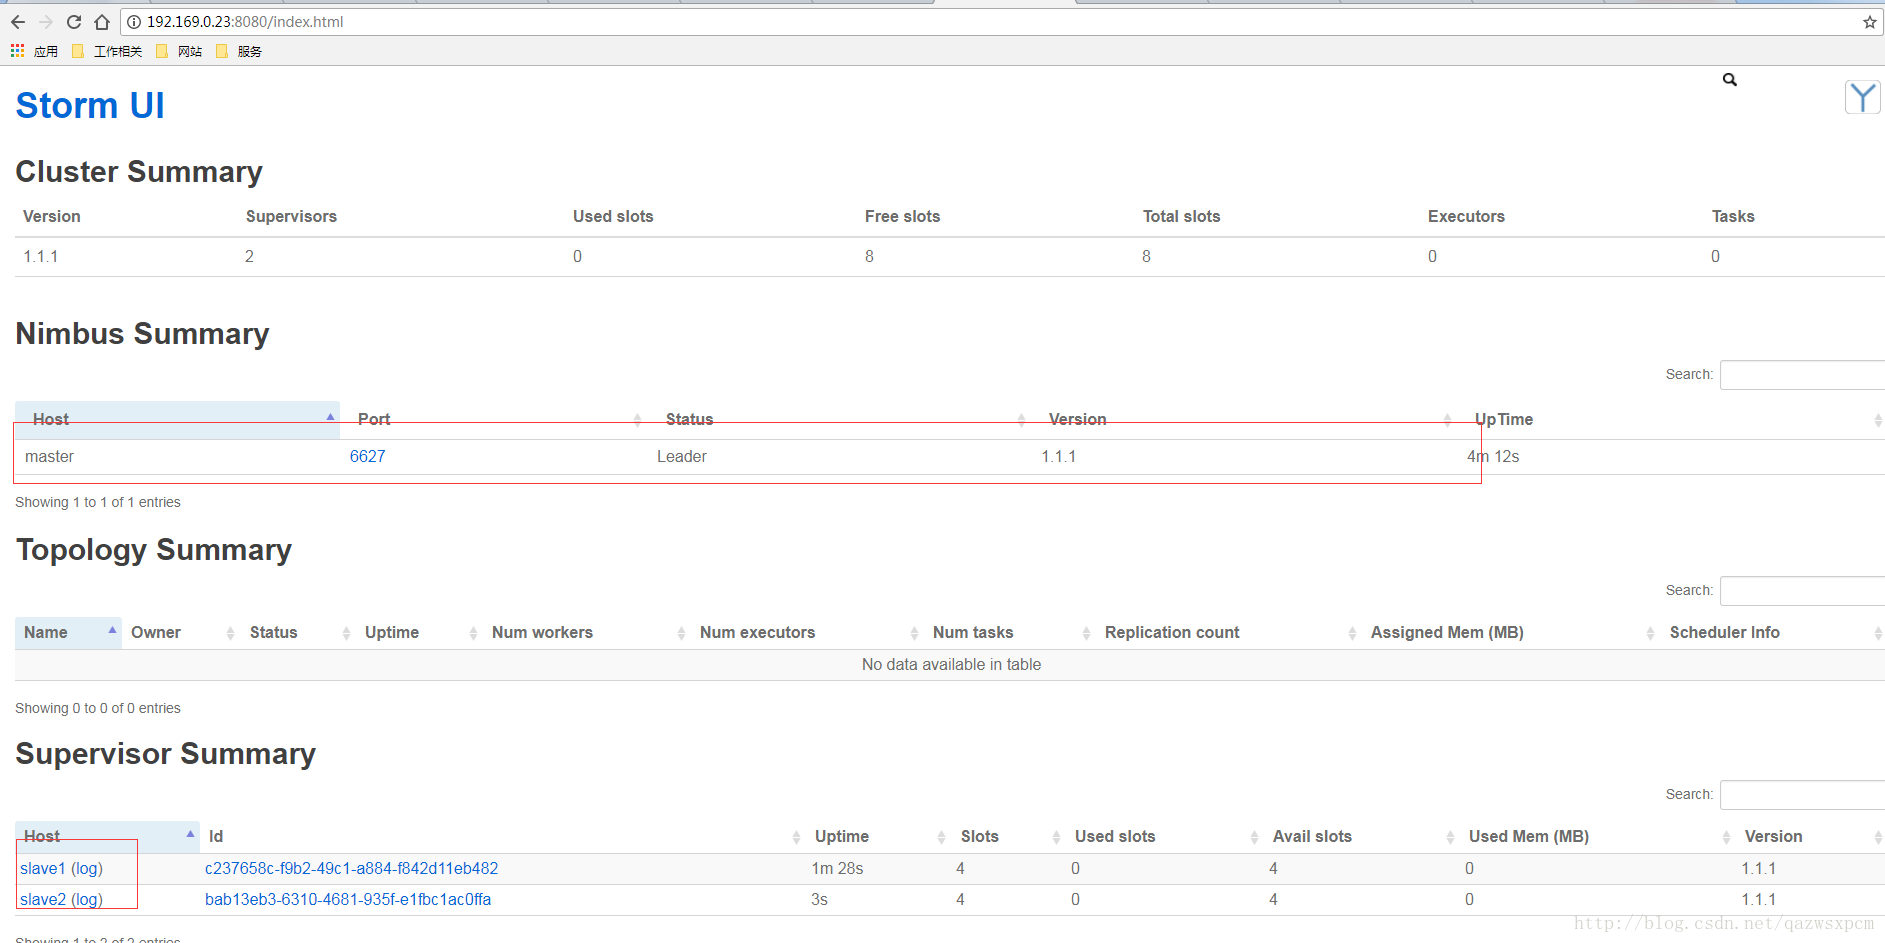 192.169.0.23:8080/index.html
应用 工作相关 网站 服务
Storm UI
Cluster Summary
Version Supervisors Used slots Free slots Total slots Executors Tasks
1.1.1 2 0 8 8 0 0
Nimbus Summary
Search:
Host Port Status Version UpTime
master 6627 Leader 1.1.1 4m 12s
Showing 1 to 1 of 1 entries
Topology Summary
Search:
Name Owner Status Uptime Num workers Num executors Num tasks Replication count Assigned Mem (MB) Scheduler Info
No data available in table
Showing 0 to 0 of 0 entries
Supervisor Summary
Search:
Host Id Uptime Slots Used slots Avail slots Used Mem (MB) Version
slave1 (log) c237658c-f9b2-49c1-a884-f842d11eb482 1m 28s 4 0 4 0 1.1.1
slave2 (log) bab13eb3-6310-4681-935f-e1fbc1ac0ffa 3s 4 0 4 0 1.1.1
http://blog.csdn.net/qazwsxpcm
Showing 1 to 2 of 2 entries